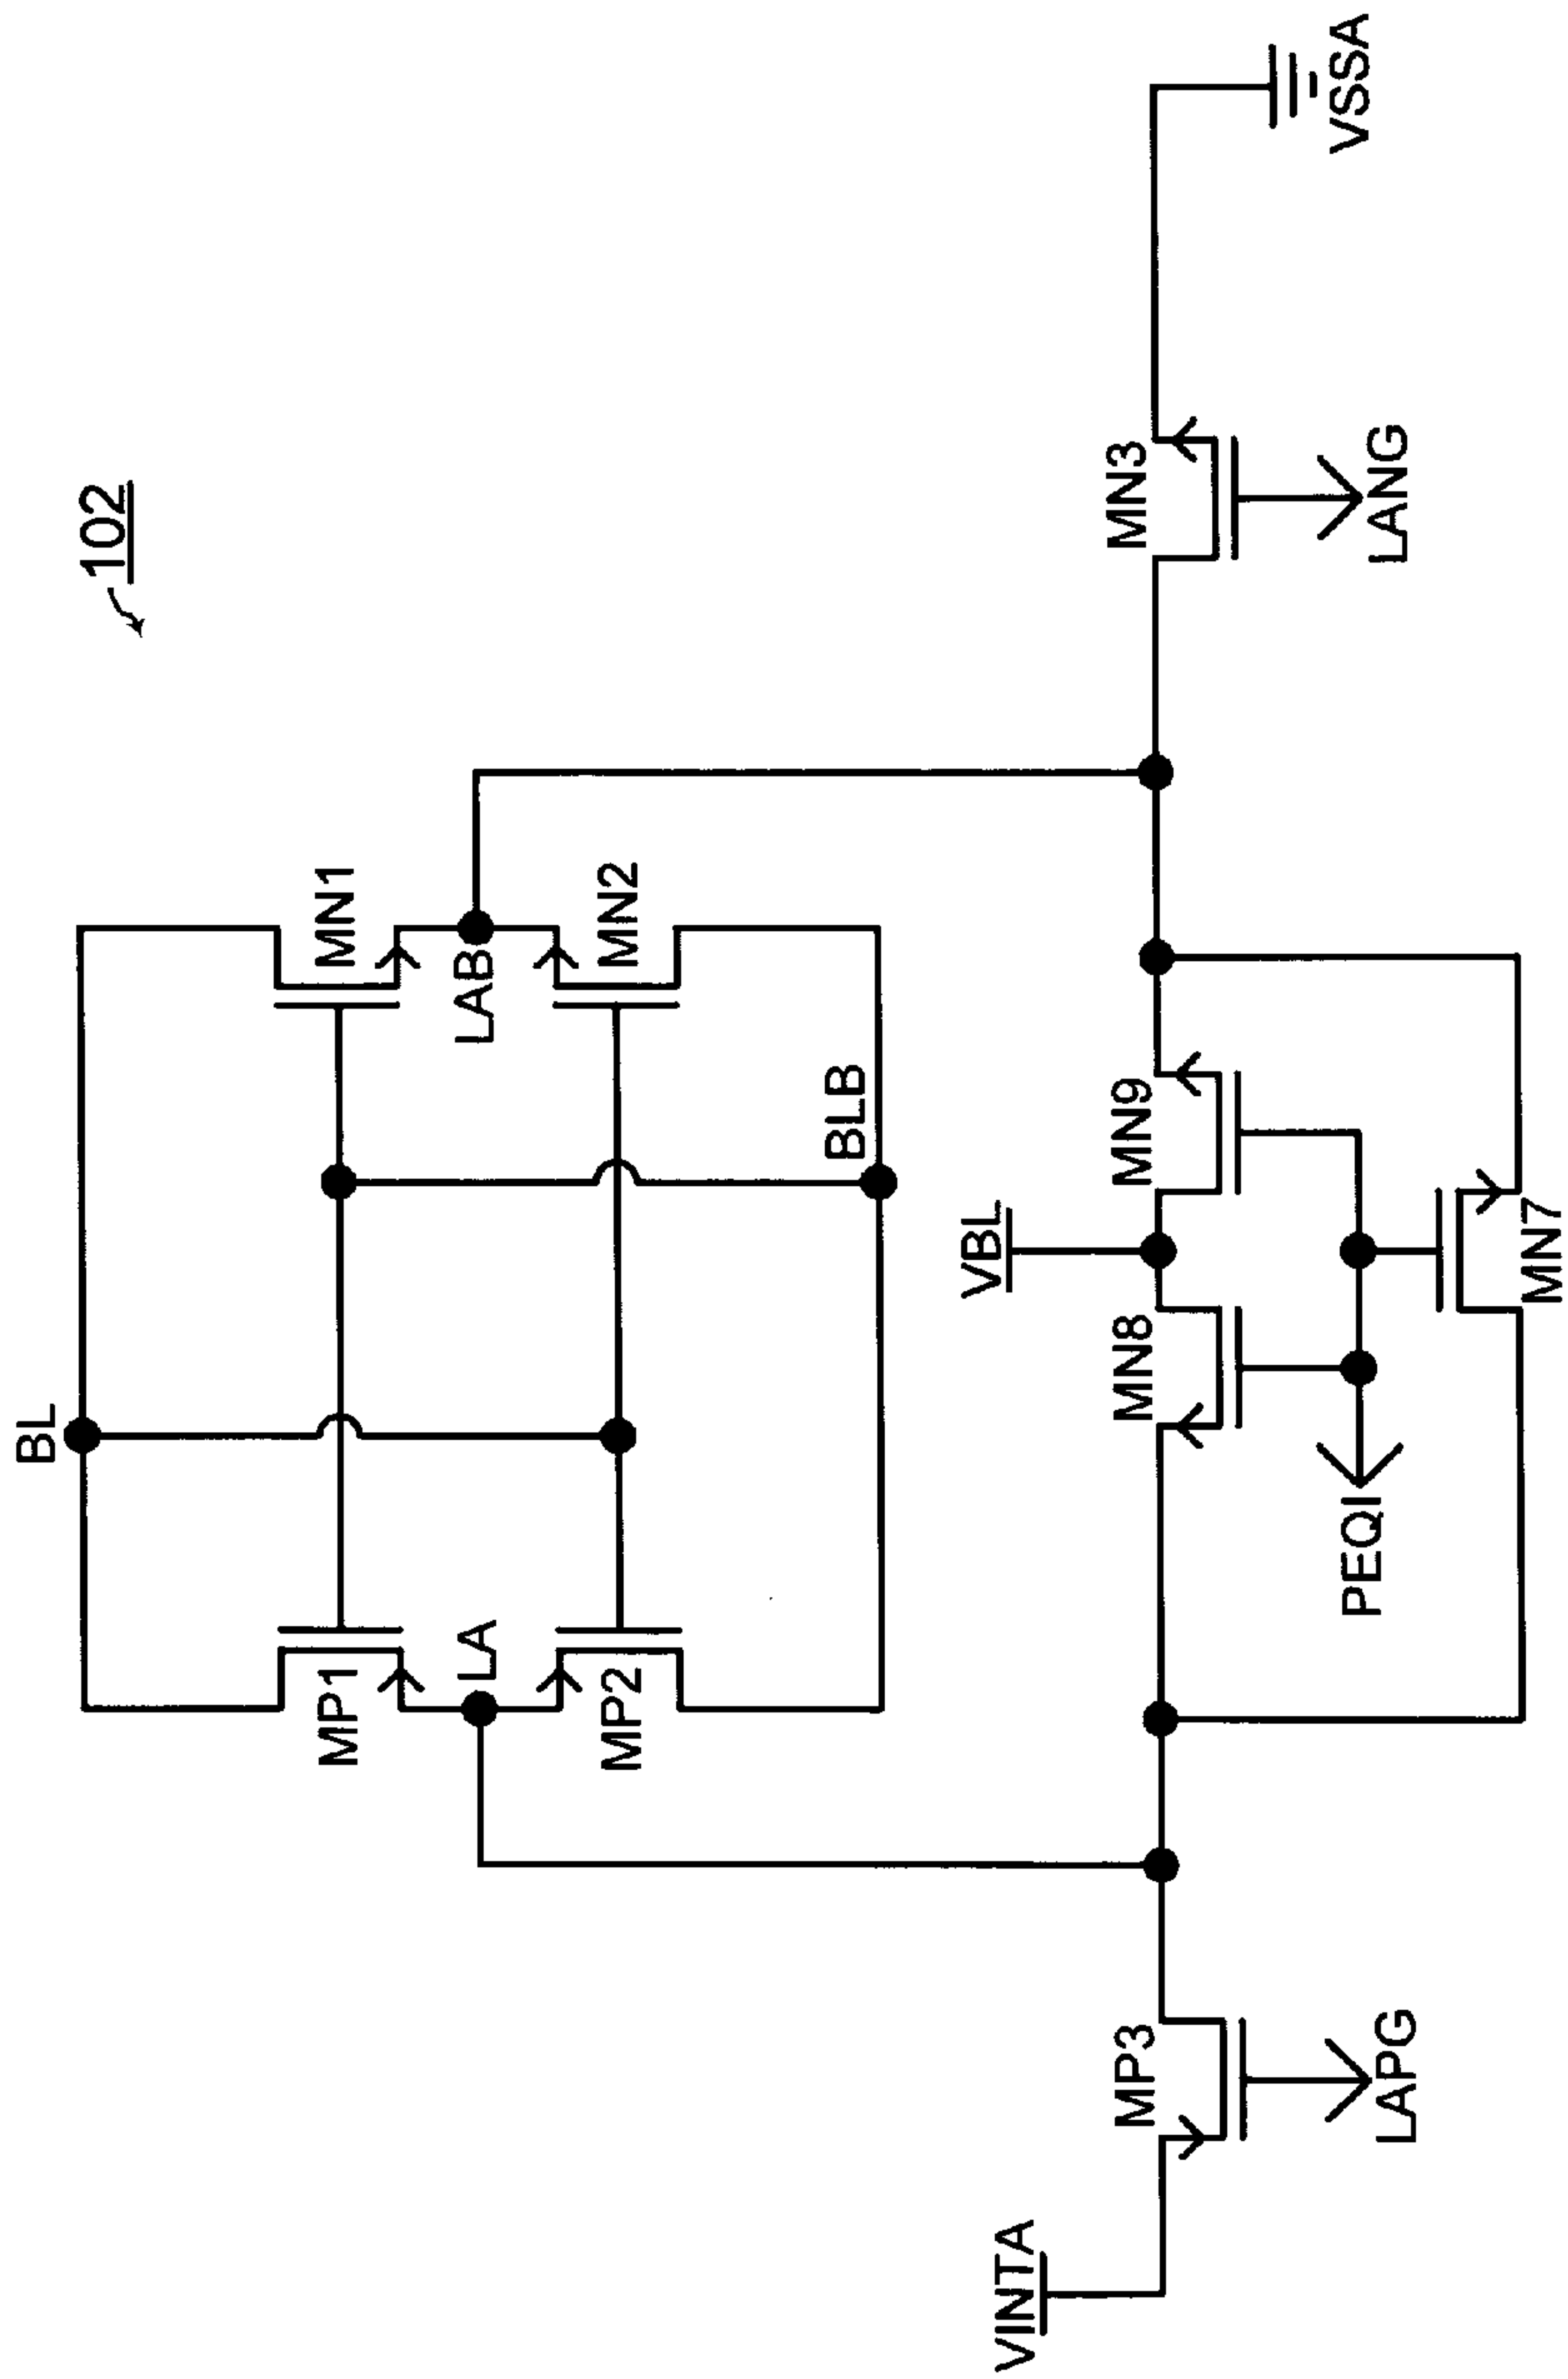 102
BL
MP1
MN1
LA
LAB
MP2
MN2
BLB
VINTA
VBL
MP3
MN8
MN9
MN3
PEQI
LAPG
LANG
VSSA
MN7